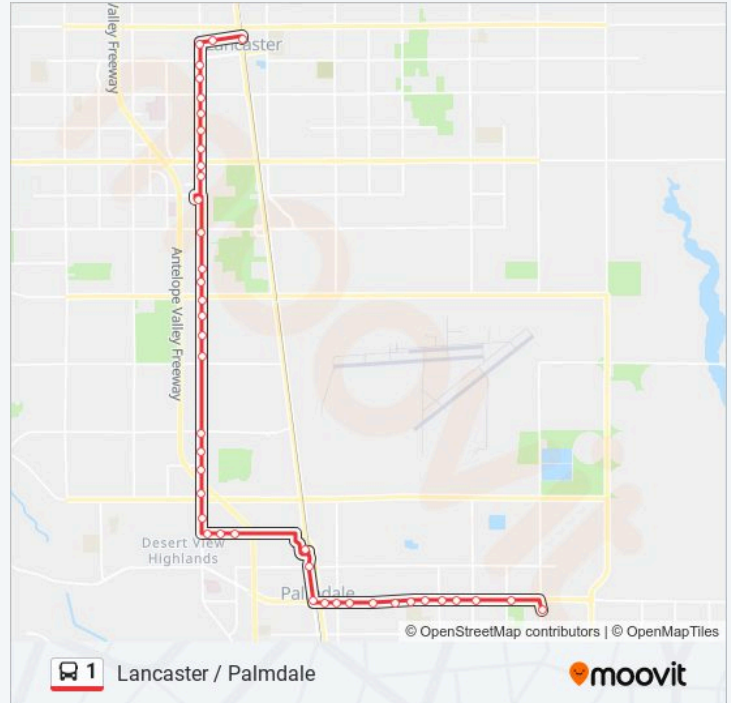 Valley Freeway
Lancaster
Antelope Valley Freeway
Desert View
Highlands
Palmdale
© OpenStreetMap contributors | © OpenMapTiles
1 Lancaster / Palmdale
moovit